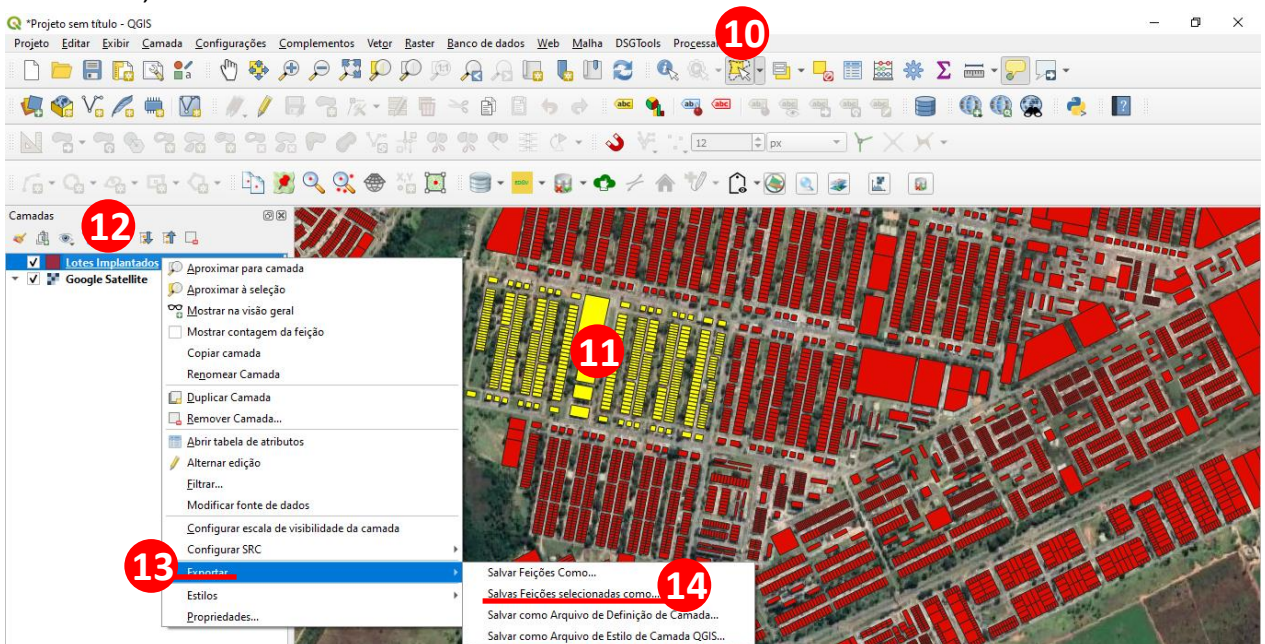 *Projeto sem título - QGIS
10
Projeto Editar Exibir Camada Configurações Complementos Vetor Raster Banco de dados Web Malha DSGTools Processar
abc abc ab abc
12 px
Camadas
12
Lotes Implantados
Google Satellite
Aproximar para camada
Aproximar à seleção
Mostrar na visão geral
Mostrar contagem da feição
Copiar camada
Renomear Camada
Duplicar Camada
Remover Camada...
Abrir tabela de atributos
Alternar edição
Filtrar...
Modificar fonte de dados
Configurar escala de visibilidade da camada
Configurar SRC
Exportar
Estilos
Propriedades...
11
13
Salvar Feições Como...
Salvas Feições selecionadas como...
14
Salvar como Arquivo de Definição de Camada...
Salvar como Arquivo de Estilo de Camada QGIS...